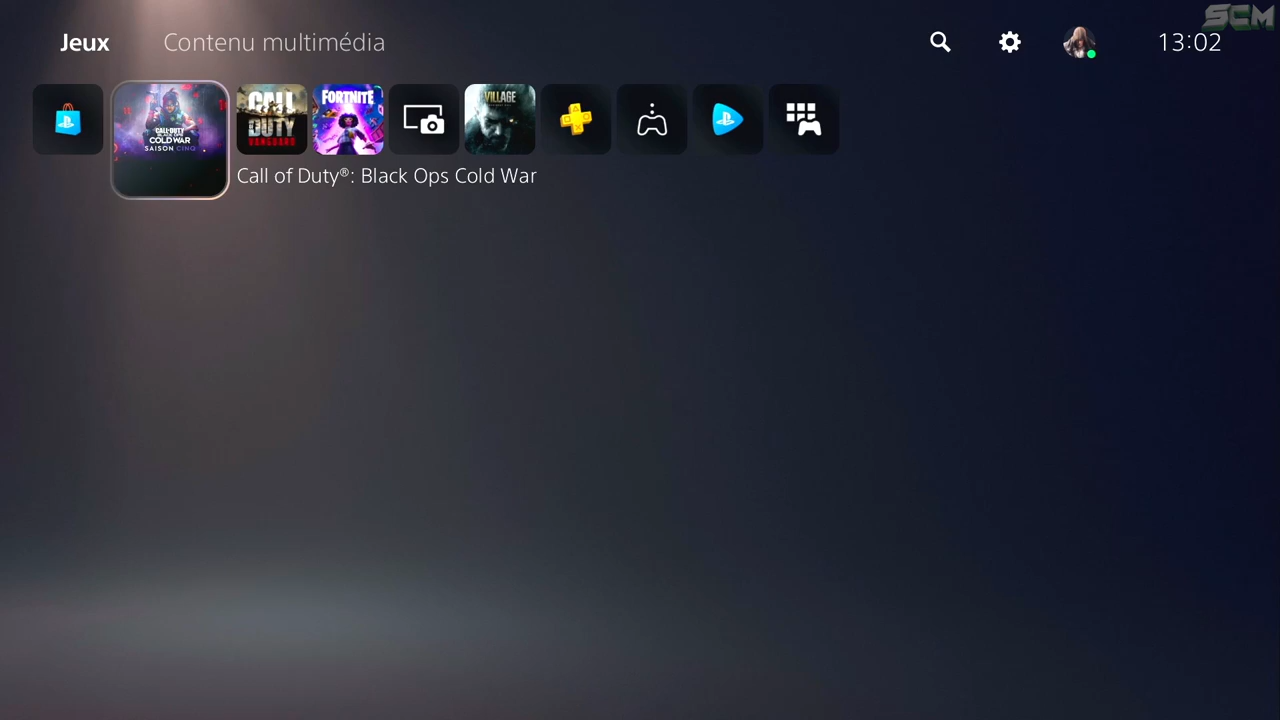 SCM
Jeux
Contenu multimédia
13:02
CALL OF DUTY
BLACK OPS
COLD WAR
SAISON CINQ
CALL OF DUTY
VANGUARD
FORTNITE
VILLAGE
Call of Duty®: Black Ops Cold War